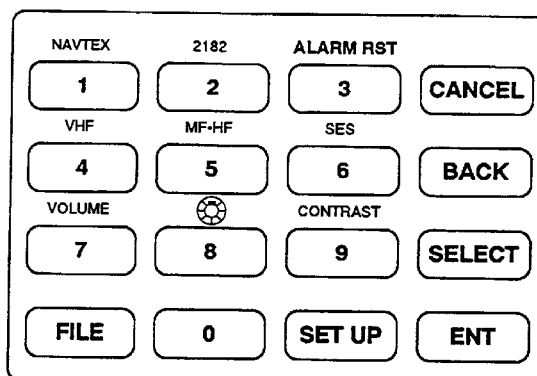 NAVTEX 2182 ALARM RST
1 2 3 CANCEL
VHF MF•HF SES
4 5 6 BACK
VOLUME CONTRAST
7 8 9 SELECT
FILE 0 SET UP ENT